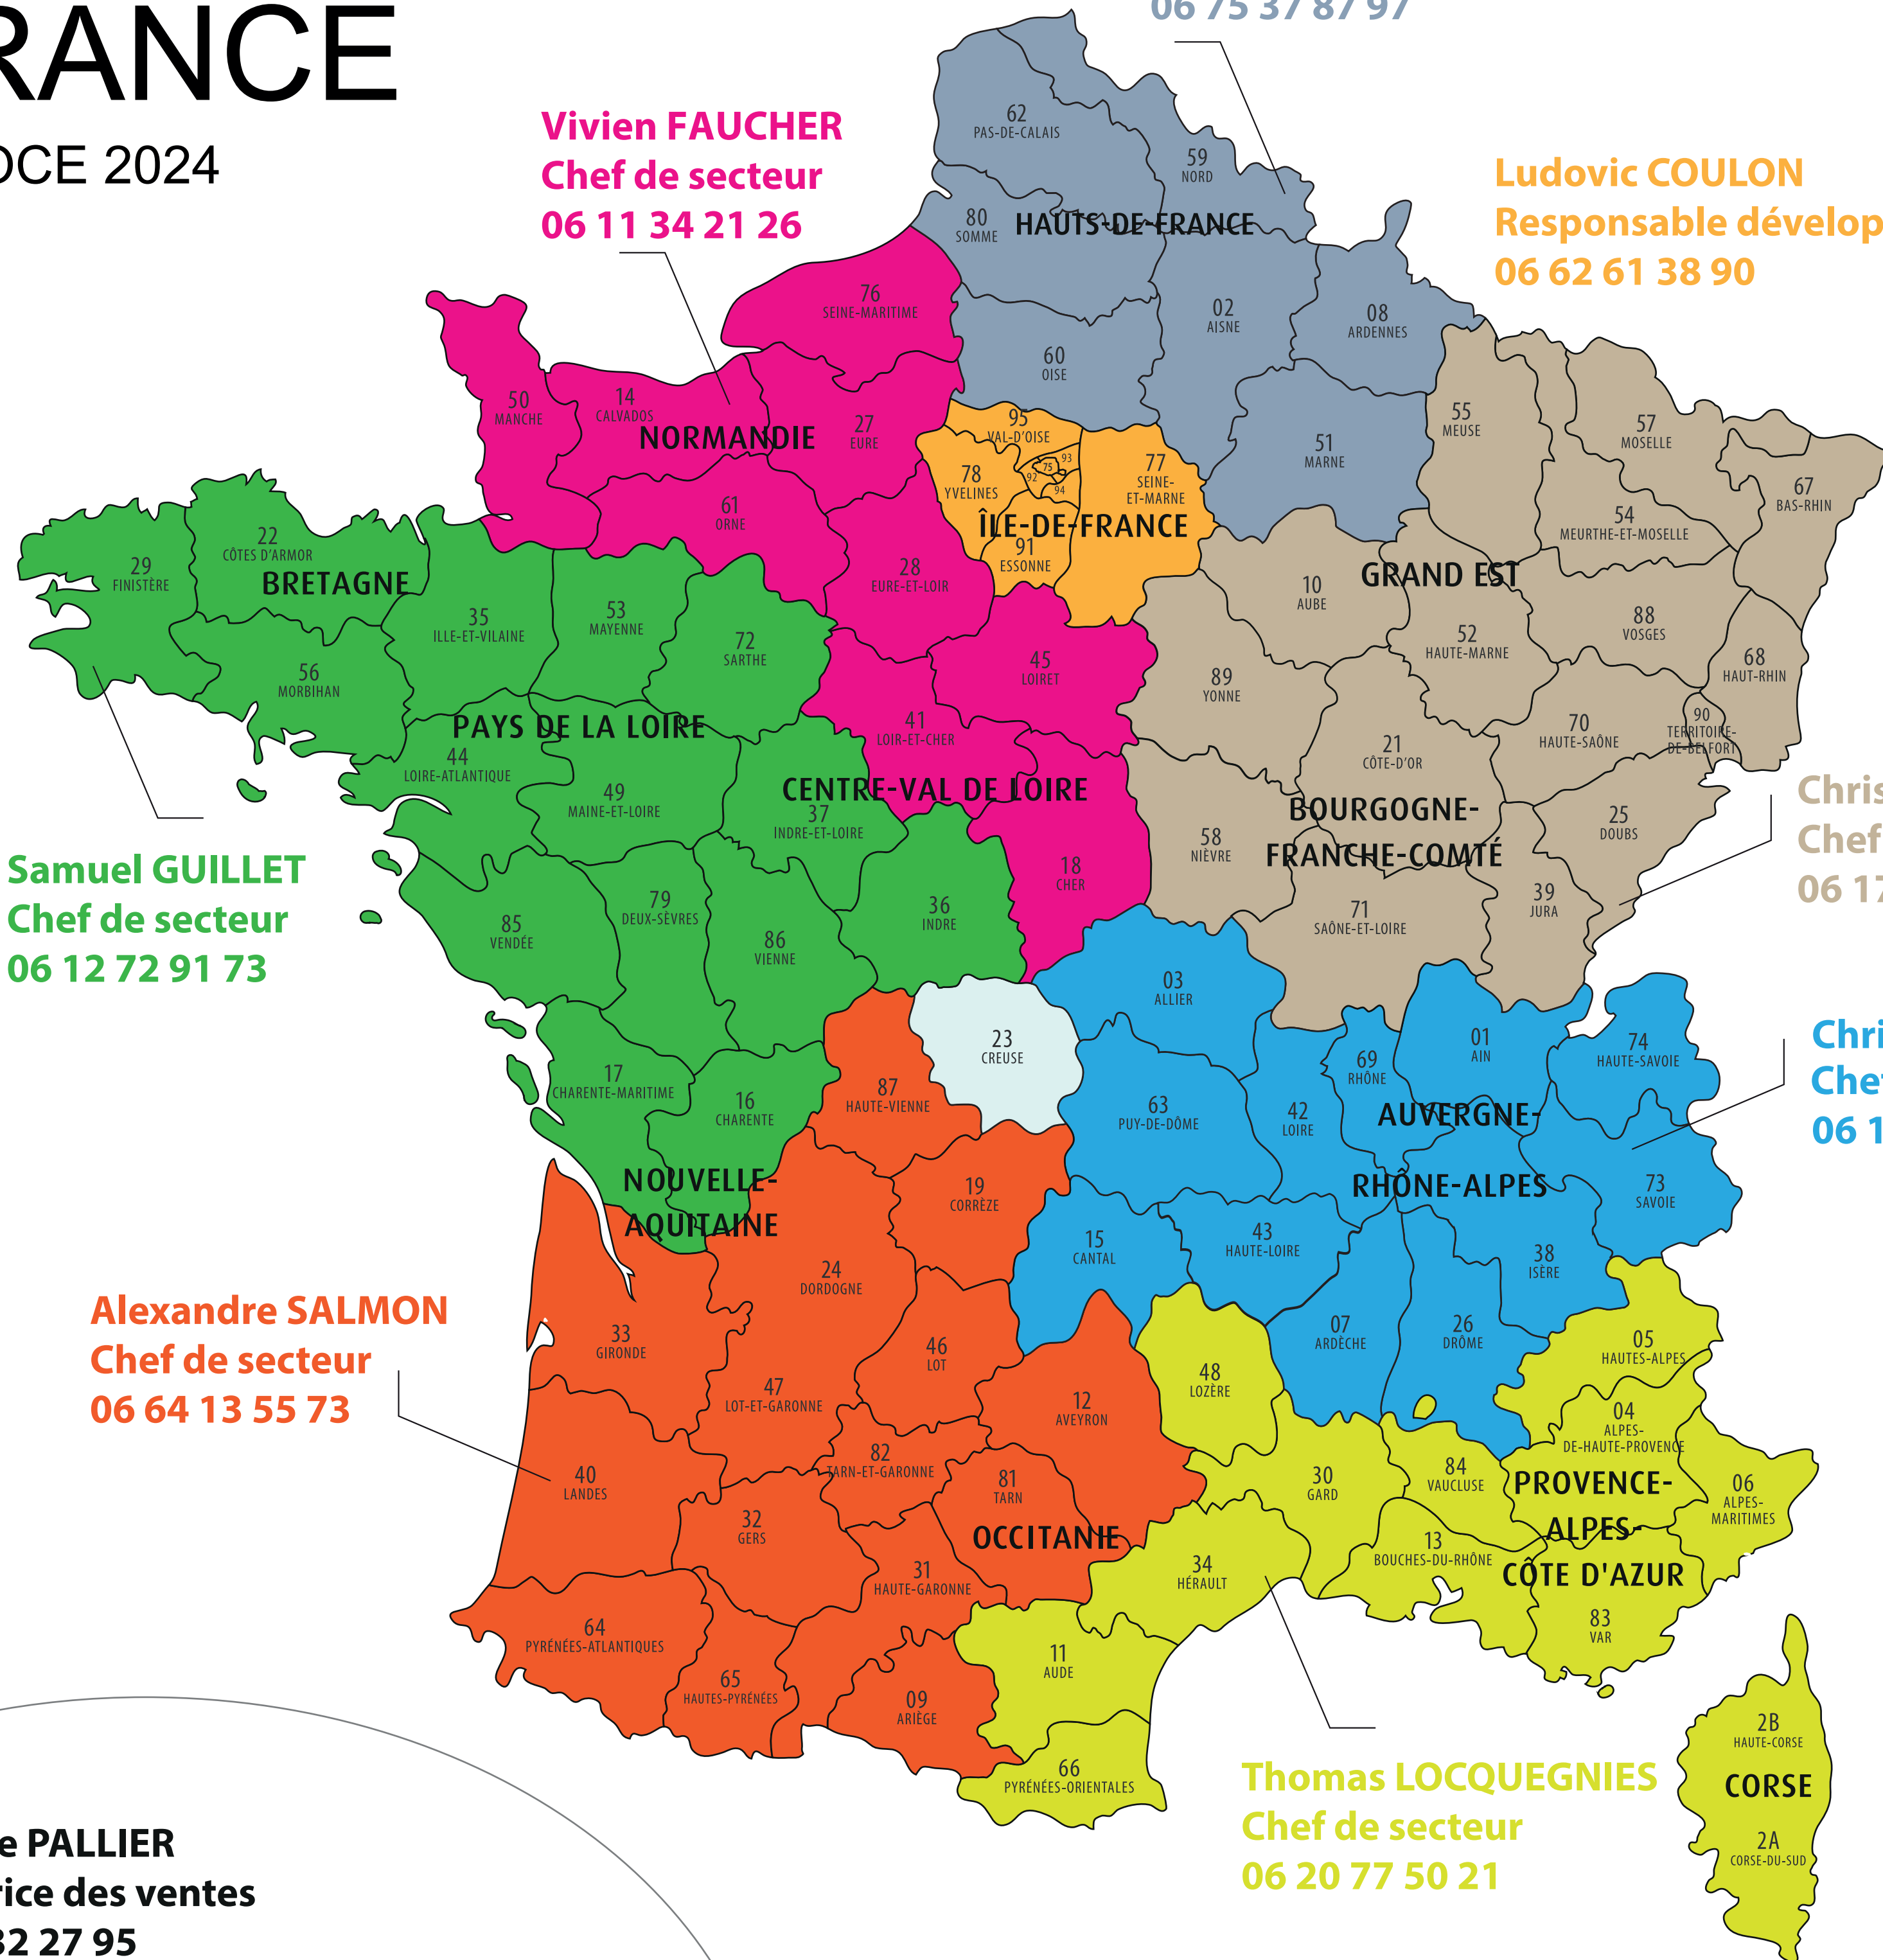 RANCE
OCE 2024
06 75 37 87 97
Vivien FAUCHER
Chef de secteur
06 11 34 21 26
Ludovic COULON
Responsable dévelop
06 62 61 38 90
62
PAS-DE-CALAIS
59
NORD
80
SOMME
HAUTS-DE-FRANCE
76
SEINE-MARITIME
02
AISNE
08
ARDENNES
60
OISE
50
MANCHE
14
CALVADOS
NORMANDIE
27
EURE
95
VAL-D'OISE
93
75
92
94
78
YVELINES
77
SEINE-
ET-MARNE
ÎLE-DE-FRANCE
91
ESSONNE
51
MARNE
55
MEUSE
57
MOSELLE
67
BAS-RHIN
54
MEURTHE-ET-MOSELLE
61
ORNE
28
EURE-ET-LOIR
GRAND EST
10
AUBE
52
HAUTE-MARNE
88
VOSGES
68
HAUT-RHIN
29
FINISTÈRE
22
CÔTES D'ARMOR
BRETAGNE
35
ILLE-ET-VILAINE
53
MAYENNE
72
SARTHE
56
MORBIHAN
45
LOIRET
89
YONNE
41
LOIR-ET-CHER
PAYS DE LA LOIRE
44
LOIRE-ATLANTIQUE
49
MAINE-ET-LOIRE
CENTRE-VAL DE LOIRE
37
INDRE-ET-LOIRE
21
CÔTE-D'OR
70
HAUTE-SAÔNE
90
TERRITOIRE-
DE-BELFORT
BOURGOGNE-
FRANCHE-COMTÉ
25
DOUBS
58
NIÈVRE
18
CHER
36
INDRE
39
JURA
71
SAÔNE-ET-LOIRE
Chris
Chef
06 17
Samuel GUILLET
Chef de secteur
06 12 72 91 73
85
VENDÉE
79
DEUX-SÈVRES
86
VIENNE
03
ALLIER
23
CREUSE
01
AIN
74
HAUTE-SAVOIE
Chri
Chef
06 1
17
CHARENTE-MARITIME
16
CHARENTE
87
HAUTE-VIENNE
63
PUY-DE-DÔME
42
LOIRE
69
RHÔNE
AUVERGNE-
RHÔNE-ALPES
73
SAVOIE
NOUVELLE-
AQUITAINE
19
CORRÈZE
15
CANTAL
43
HAUTE-LOIRE
38
ISÈRE
24
DORDOGNE
Alexandre SALMON
Chef de secteur
06 64 13 55 73
33
GIRONDE
46
LOT
47
LOT-ET-GARONNE
12
AVEYRON
48
LOZÈRE
07
ARDÈCHE
26
DRÔME
05
HAUTES-ALPES
04
ALPES-
DE-HAUTE-PROVENCE
40
LANDES
82
TARN-ET-GARONNE
81
TARN
30
GARD
84
VAUCLUSE
06
ALPES-
MARITIMES
PROVENCE-
ALPES-
CÔTE D'AZUR
32
GERS
OCCITANIE
31
HAUTE-GARONNE
34
HÉRAULT
13
BOUCHES-DU-RHÔNE
83
VAR
64
PYRÉNÉES-ATLANTIQUES
65
HAUTES-PYRÉNÉES
09
ARIÈGE
11
AUDE
66
PYRÉNÉES-ORIENTALES
2B
HAUTE-CORSE
CORSE
2A
CORSE-DU-SUD
Thomas LOCQUEGNIES
Chef de secteur
06 20 77 50 21
e PALLIER
rice des ventes
32 27 95